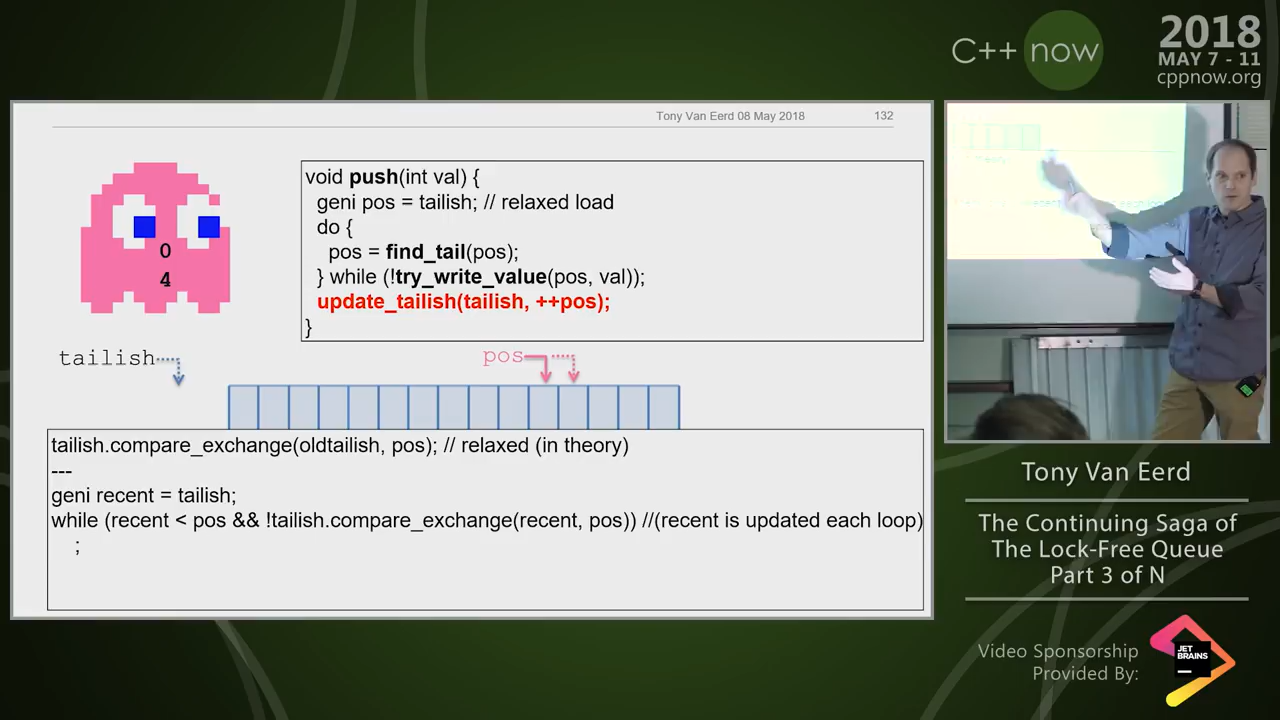 C++ now
2018
MAY 7 - 11
cppnow.org
Tony Van Eerd 08 May 2018
132
void push(int val) {
geni pos = tailish; // relaxed load
do {
pos = find_tail(pos);
} while (!try_write_value(pos, val));
update_tailish(tailish, ++pos);
}
0
4
tailish
pos
tailish.compare_exchange(oldtailish, pos); // relaxed (in theory)
---
geni recent = tailish;
while (recent < pos && !tailish.compare_exchange(recent, pos)) //(recent is updated each loop)
;
Tony Van Eerd
The Continuing Saga of
The Lock-Free Queue
Part 3 of N
Video Sponsorship
Provided By:
JET
BRAINS